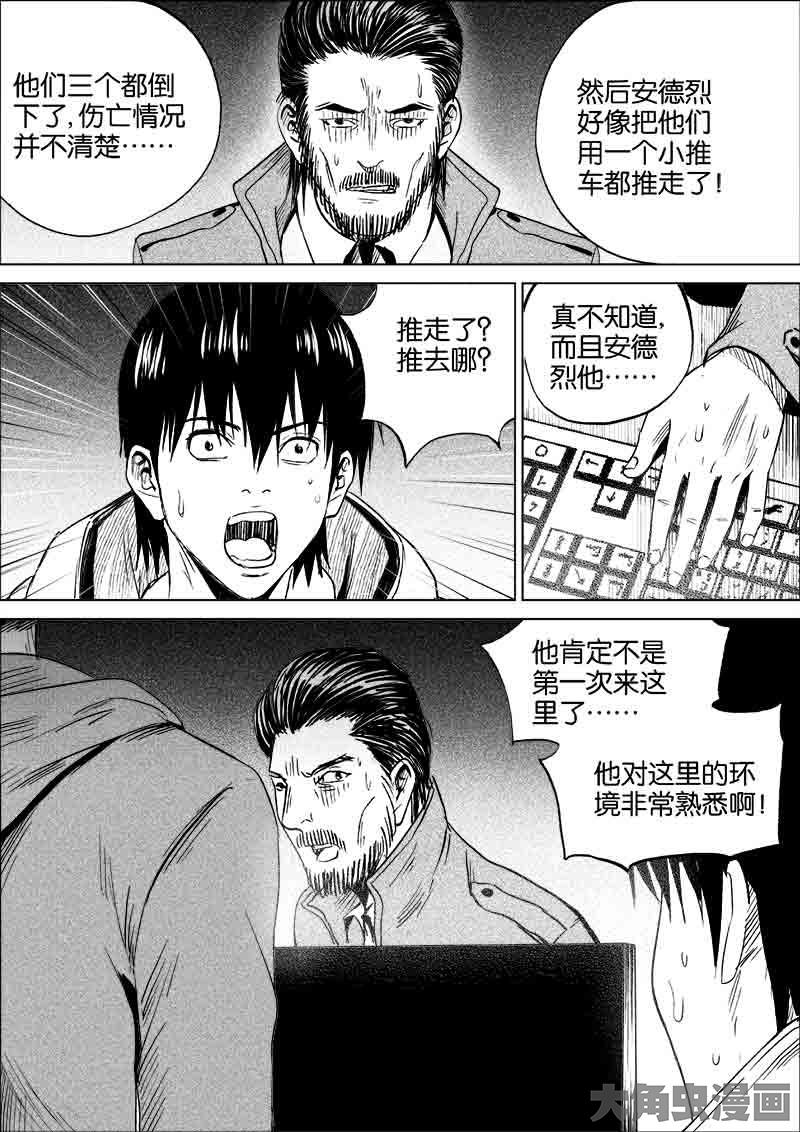 他们三个都倒
下了，伤亡情况
并不清楚……
然后安德烈
好像把他们
用一个小推
车都推走了！
推走了？
推去哪？
真不知道，
而且安德
烈他……
他肯定不是
第一次来这
里了……
他对这里的环
境非常熟悉啊！
大角虫漫画